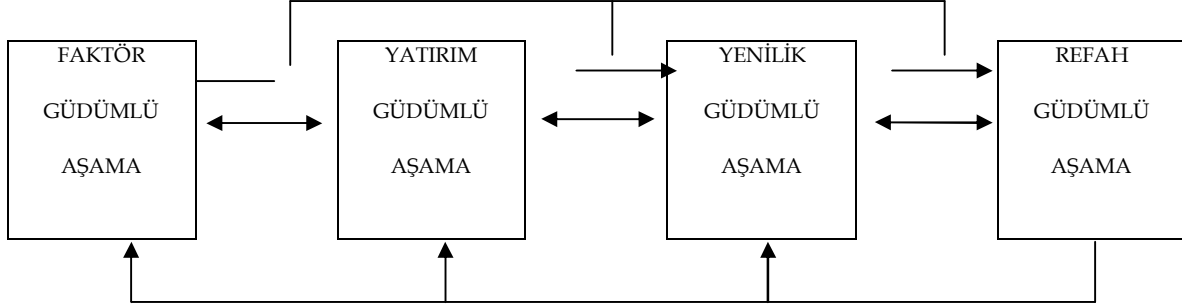 FAKTÖR
GÜDÜMLÜ
AŞAMA
YATIRIM
GÜDÜMLÜ
AŞAMA
YENİLİK
GÜDÜMLÜ
AŞAMA
REFAH
GÜDÜMLÜ
AŞAMA